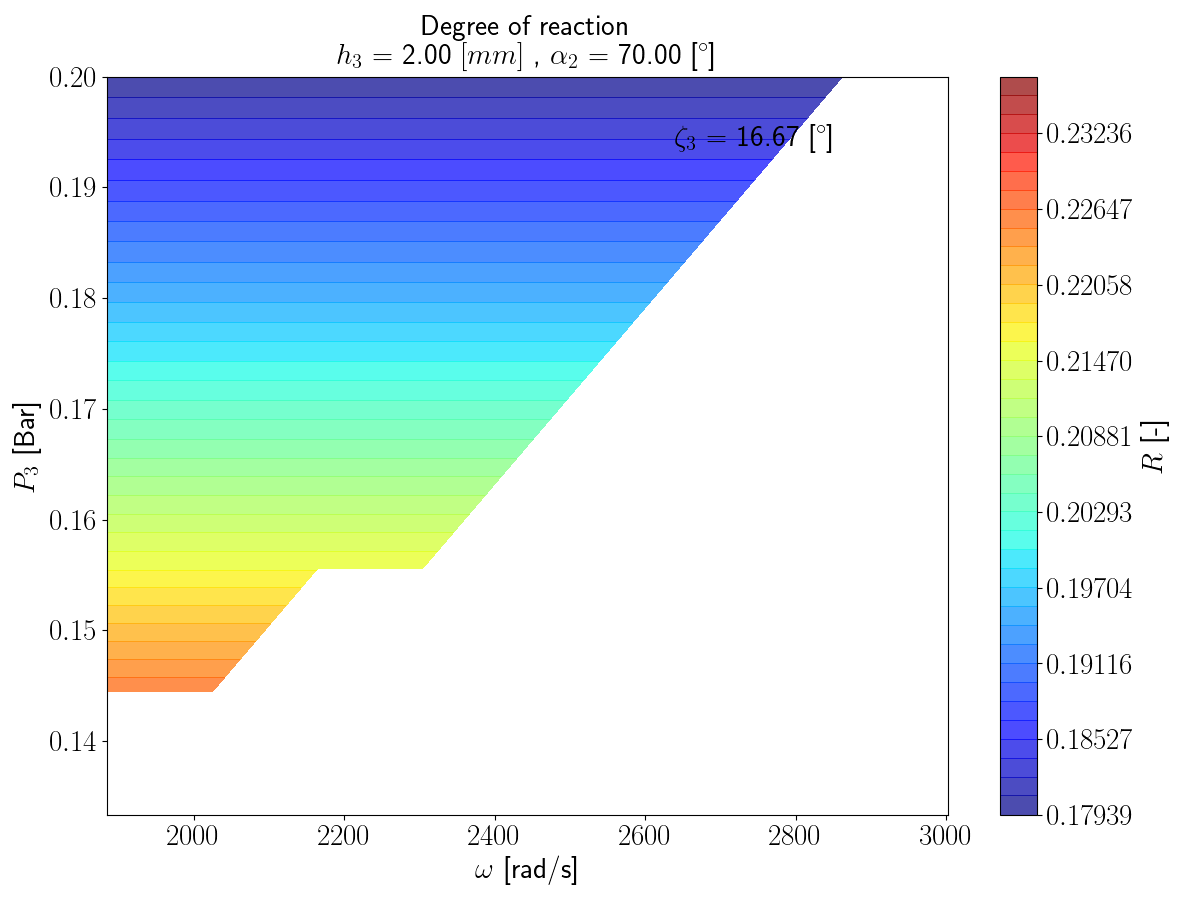 Degree of reaction
h₃ = 2.00 [mm] , α₂ = 70.00 [°]
ζ₃ = 16.67 [°]
P₃ [Bar]
0.20
0.19
0.18
0.17
0.16
0.15
0.14
2000 2200 2400 2600 2800 3000
ω [rad/s]
0.23236
0.22647
0.22058
0.21470
0.20881
0.20293
0.19704
0.19116
0.18527
0.17939
R [-]